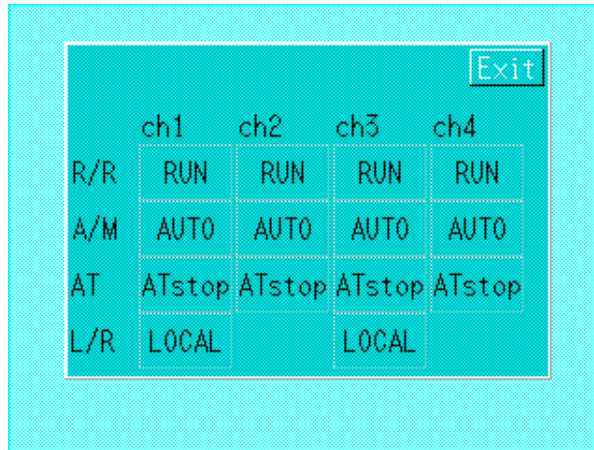 Exit
ch1 ch2 ch3 ch4
R/R RUN RUN RUN RUN
A/M AUTO AUTO AUTO AUTO
AT ATstop ATstop ATstop ATstop
L/R LOCAL LOCAL